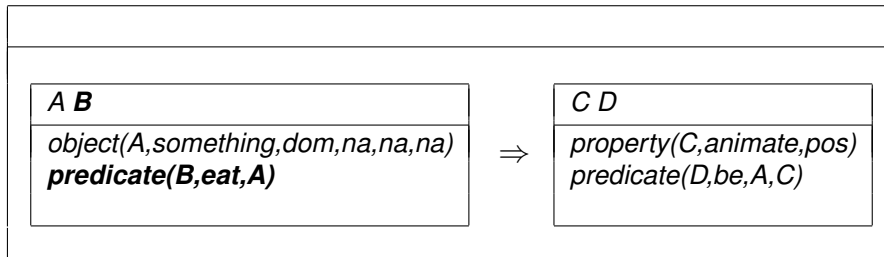 A B
object(A,something,dom,na,na,na)
predicate(B,eat,A)
⇒
C D
property(C,animate,pos)
predicate(D,be,A,C)